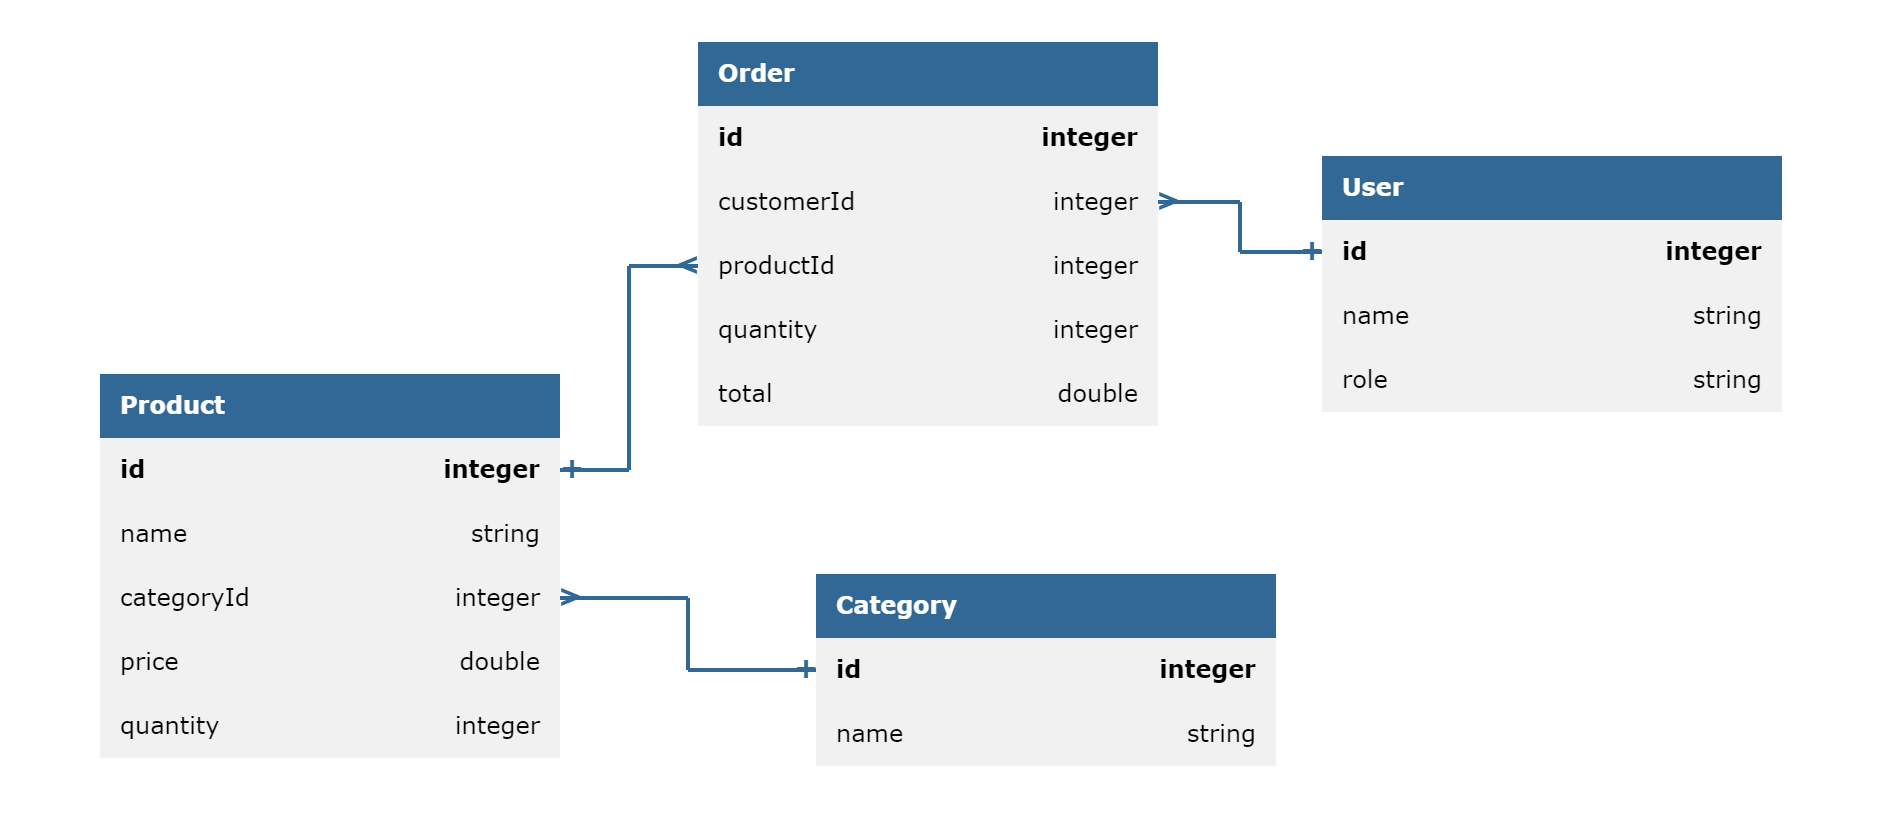 Order
id integer
customerId integer
productId integer
quantity integer
total double
User
id integer
name string
role string
Product
id integer
name string
categoryId integer
price double
quantity integer
Category
id integer
name string